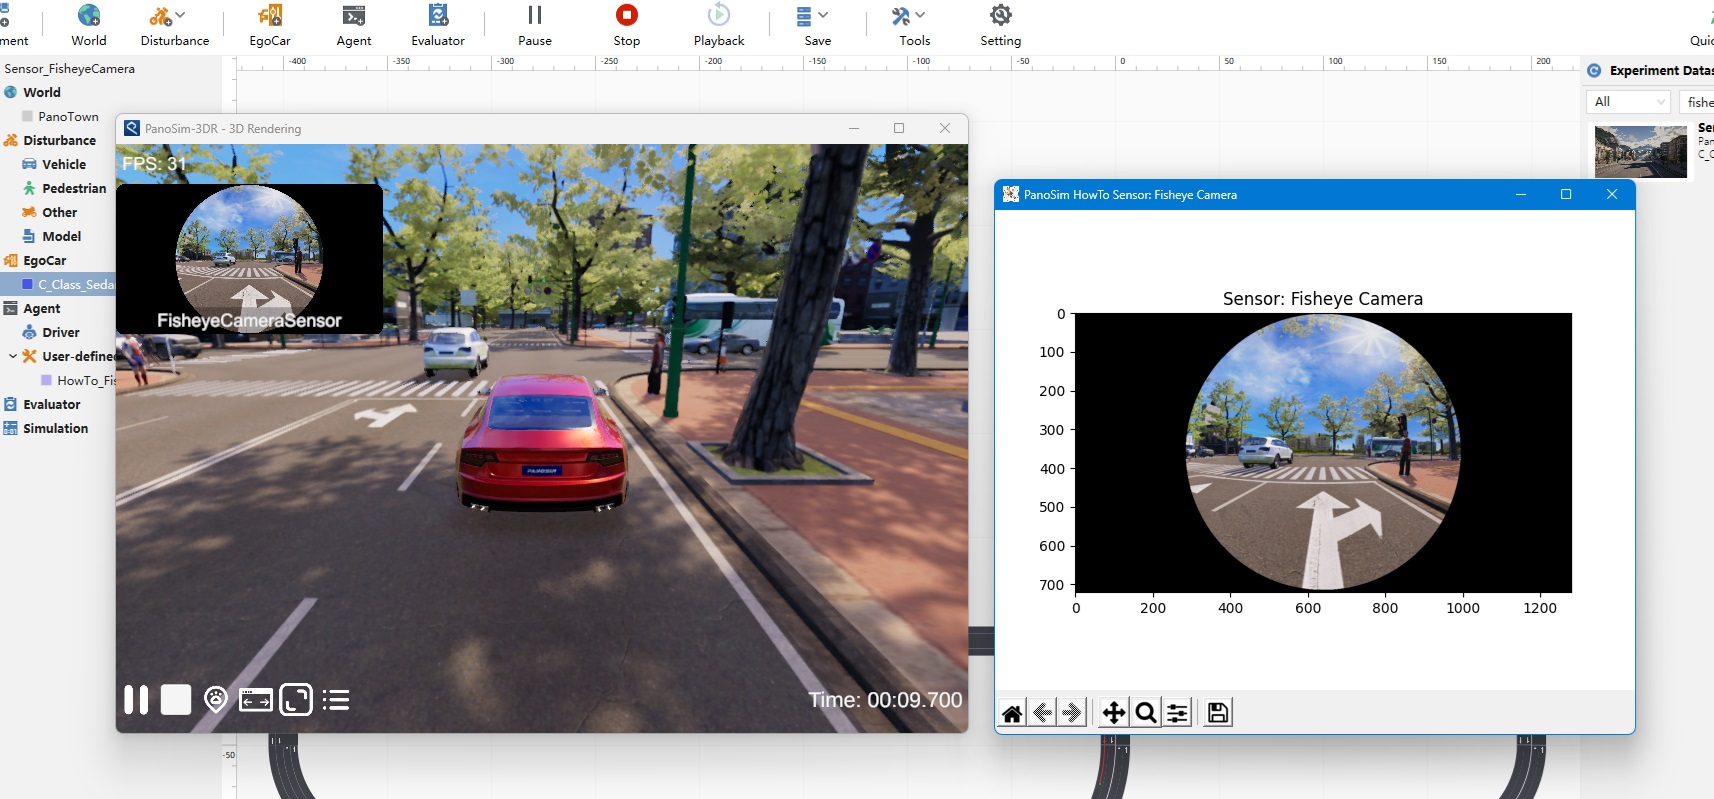 ment World Disturbance EgoCar Agent Evaluator Pause Stop Playback Save Tools Setting Quic
Sensor_FisheyeCamera
World
PanoTown
Disturbance
Vehicle
Pedestrian
Other
Model
EgoCar
C_Class_Seda
Agent
Driver
User-define
HowTo_Fis
Evaluator
Simulation
-400 -350 -300 -250 -200 -150 -100 -50 0 50 100 150 200
-50
PanoSim-3DR - 3D Rendering
FPS: 31
FisheyeCameraSensor
PANOSIM
Time: 00:09.700
PanoSim HowTo Sensor: Fisheye Camera
Sensor: Fisheye Camera
0
100
200
300
400
500
600
700
0 200 400 600 800 1000 1200
Experiment Datas
All fishe
Sen
Pan
C_C